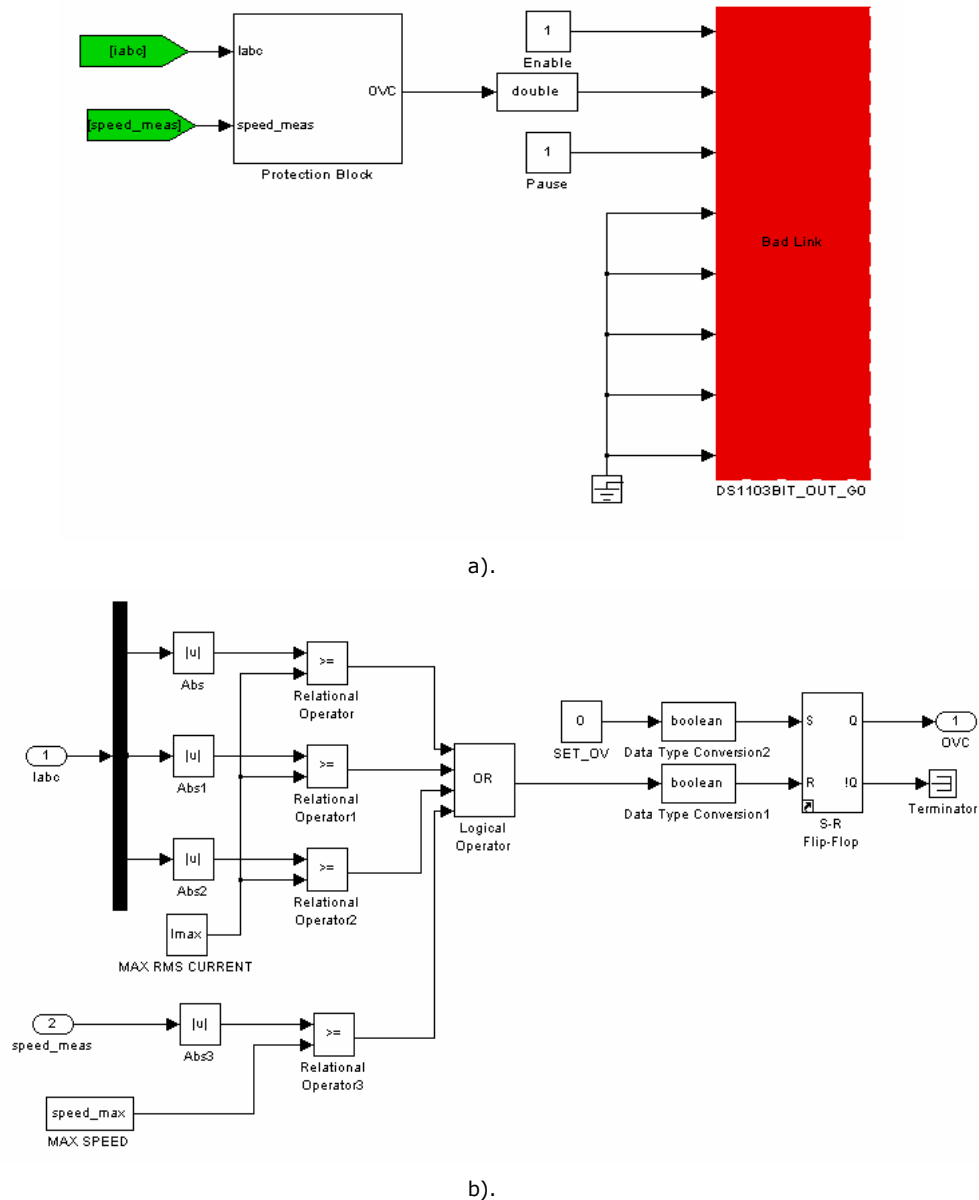 [iabc]
Iabc
OVC
[speed_meas]
speed_meas
Protection Block
1
Enable
double
1
Pause
Bad Link
DS1103BIT_OUT_G0
a).
|u|
Abs
>=
Relational
Operator
1
Iabc
|u|
Abs1
>=
Relational
Operator1
|u|
Abs2
>=
Relational
Operator2
Imax
MAX RMS CURRENT
OR
Logical
Operator
0
SET_OV
boolean
Data Type Conversion2
boolean
Data Type Conversion1
S
Q
R
!Q
S-R
Flip-Flop
1
OVC
Terminator
2
speed_meas
|u|
Abs3
>=
Relational
Operator3
speed_max
MAX SPEED
b).